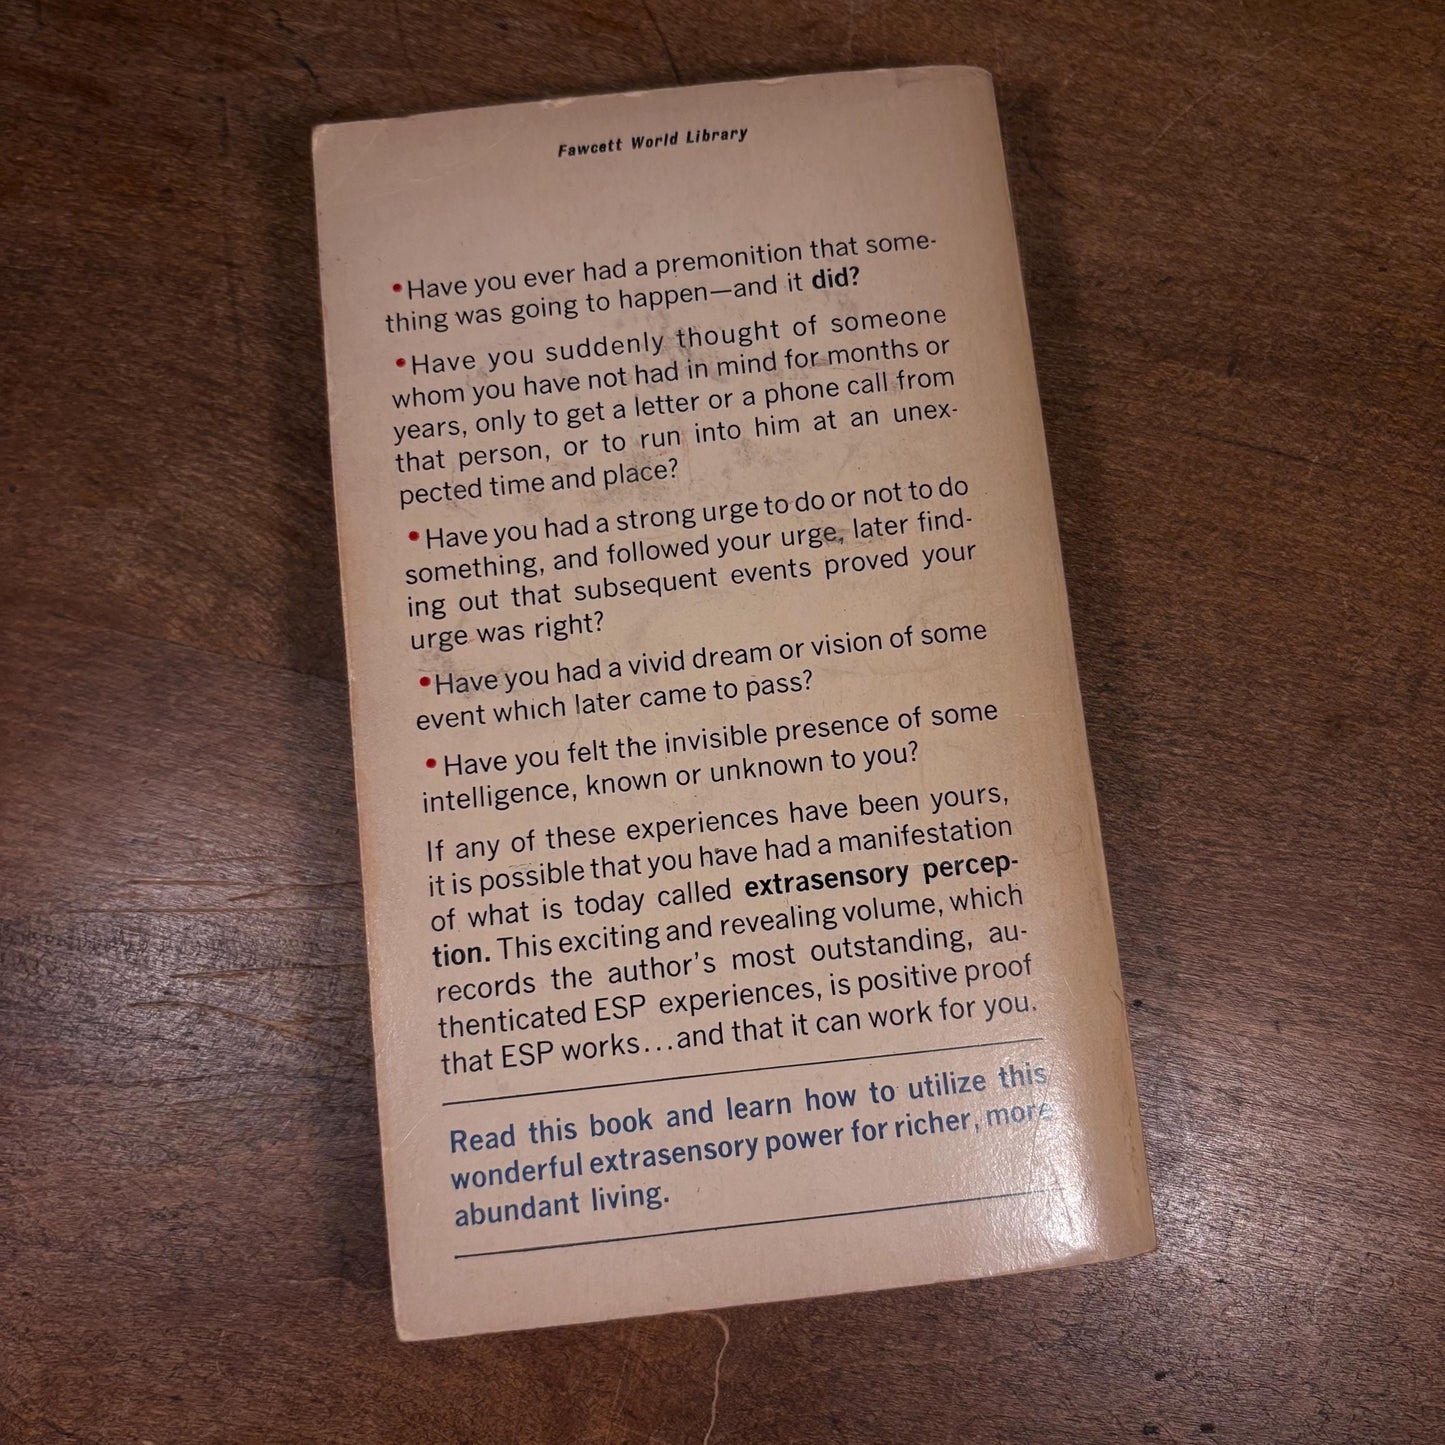 Fawcett World Library
•Have you ever had a premonition that some-
thing was going to happen—and it did?
•Have you suddenly thought of someone
whom you have not had in mind for months or
years, only to get a letter or a phone call from
that person, or to run into him at an unex-
pected time and place?
•Have you had a strong urge to do or not to do
something, and followed your urge, later find-
ing out that subsequent events proved your
urge was right?
•Have you had a vivid dream or vision of some
event which later came to pass?
•Have you felt the invisible presence of some
intelligence, known or unknown to you?
If any of these experiences have been yours,
it is possible that you have had a manifestation
of what is today called extrasensory percep-
tion. This exciting and revealing volume, which
records the author's most outstanding, au-
thenticated ESP experiences, is positive proof
that ESP works...and that it can work for you.
Read this book and learn how to utilize this
wonderful extrasensory power for richer, more
abundant living.